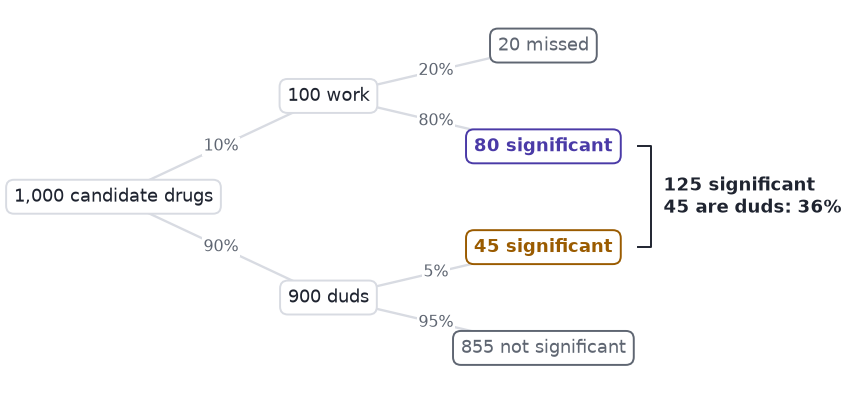 20 missed
20%
100 work
80%
10%
80 significant
125 significant
1,000 candidate drugs
45 are duds: 36%
90%
45 significant
5%
900 duds
95%
855 not significant